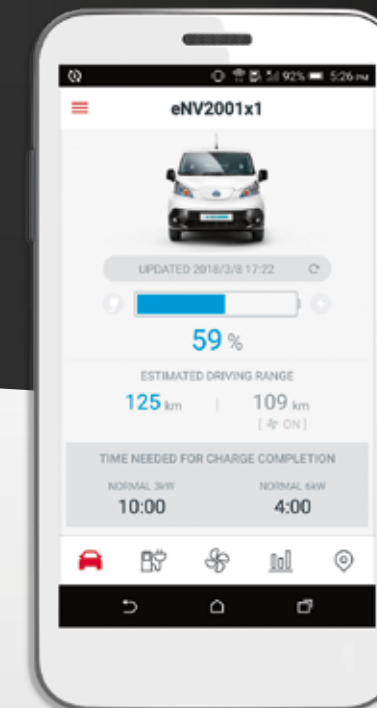 92% 5:26 PM
eNV2001x1
UPDATED 2018/3/8 17:22
59 %
ESTIMATED DRIVING RANGE
125 km | 109 km
[ ON ]
TIME NEEDED FOR CHARGE COMPLETION
NORMAL 3kW NORMAL 6kW
10:00 4:00